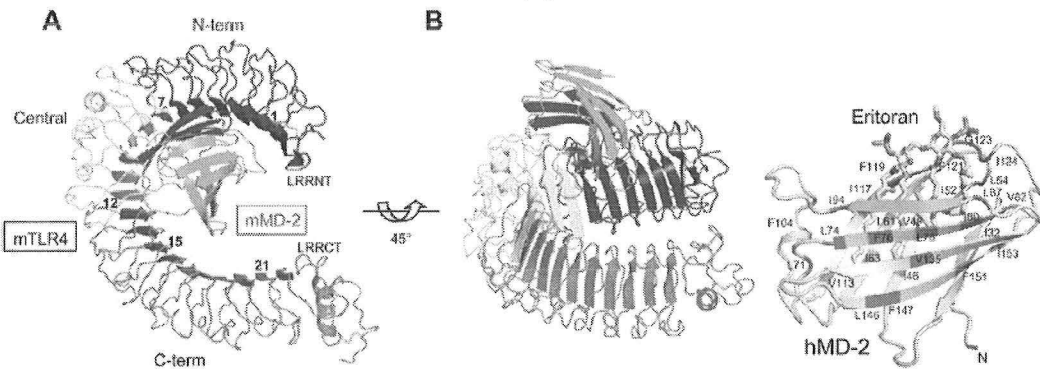 A
N-term
B
Central
7
1
LRRNT
12
mTLR4
mMD-2
15
45°
LRRCT
21
C-term
Eritoran
G123
F119
F121
I124
I117
I52
L54
L87
V82
I94
F104
L74
L61
V48
I80
F76
L78
I32
L71
I63
V135
I153
V113
I46
F151
L146
F147
hMD-2
N